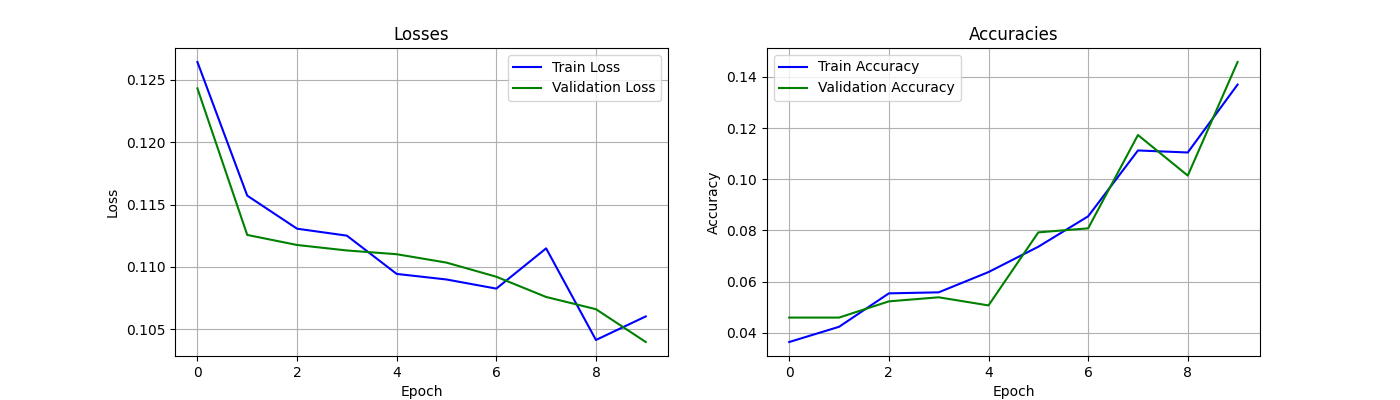 Losses
Train Loss
Validation Loss
0.125
0.120
0.115
0.110
0.105
Loss
0 2 4 6 8
Epoch
Accuracies
Train Accuracy
Validation Accuracy
0.14
0.12
0.10
0.08
0.06
0.04
Accuracy
0 2 4 6 8
Epoch